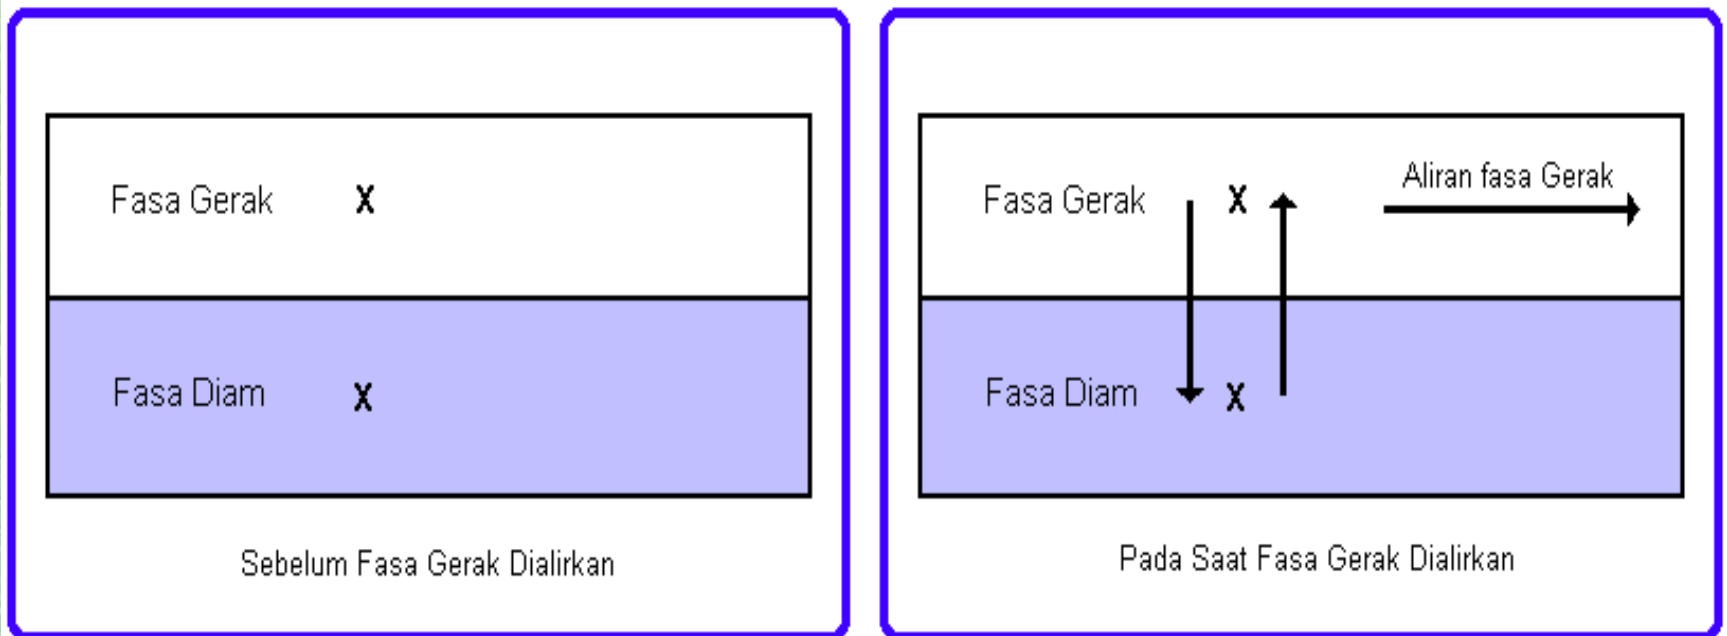 Fasa Gerak X
Fasa Diam X
Sebelum Fasa Gerak Dialirkan
Fasa Gerak X
Aliran fasa Gerak
Fasa Diam X
Pada Saat Fasa Gerak Dialirkan